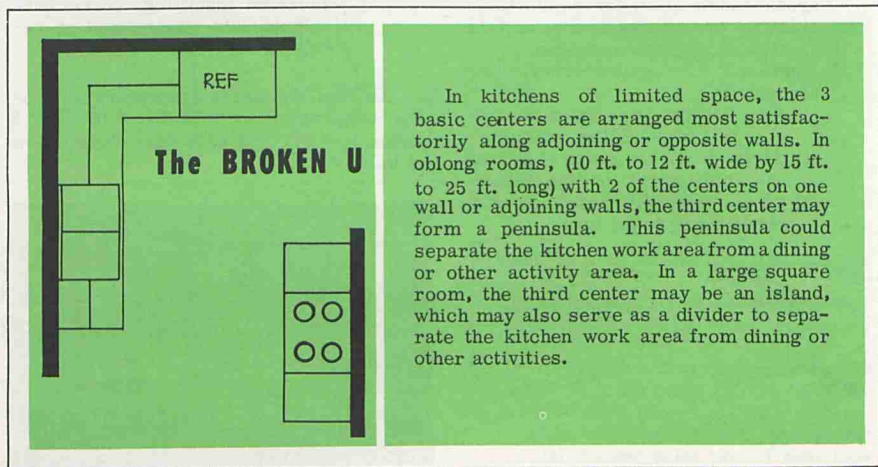 REF
The BROKEN U
In kitchens of limited space, the 3
basic centers are arranged most satisfac-
torily along adjoining or opposite walls. In
oblong rooms, (10 ft. to 12 ft. wide by 15 ft.
to 25 ft. long) with 2 of the centers on one
wall or adjoining walls, the third center may
form a peninsula. This peninsula could
separate the kitchen work area from a dining
or other activity area. In a large square
room, the third center may be an island,
which may also serve as a divider to sepa-
rate the kitchen work area from dining or
other activities.